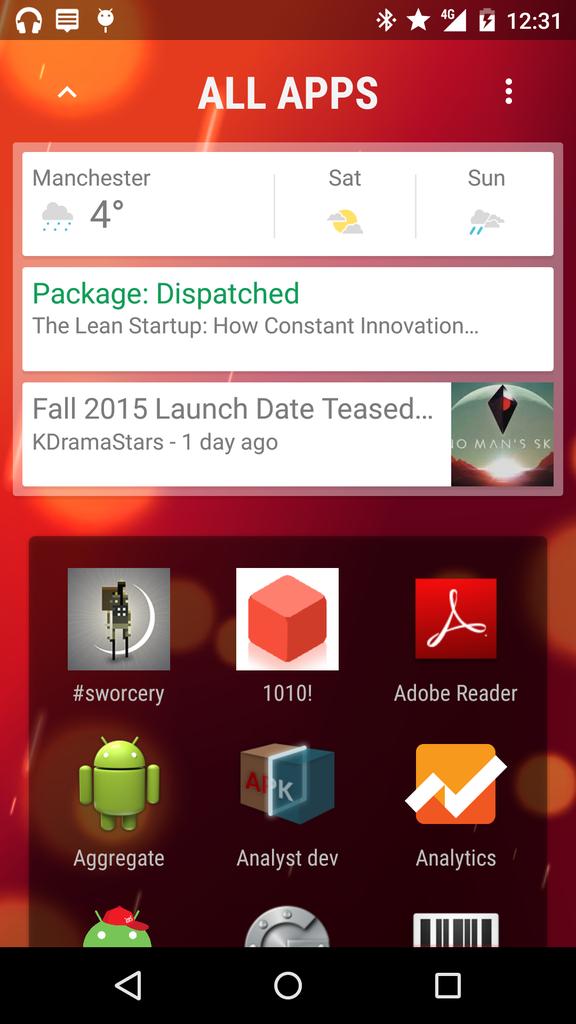 4G 12:31
ALL APPS
Manchester Sat Sun
4°
Package: Dispatched
The Lean Startup: How Constant Innovation...
Fall 2015 Launch Date Teased...
KDramaStars - 1 day ago
NO MAN'S SK
#sworcery 1010! Adobe Reader
APK
Aggregate Analyst dev Analytics